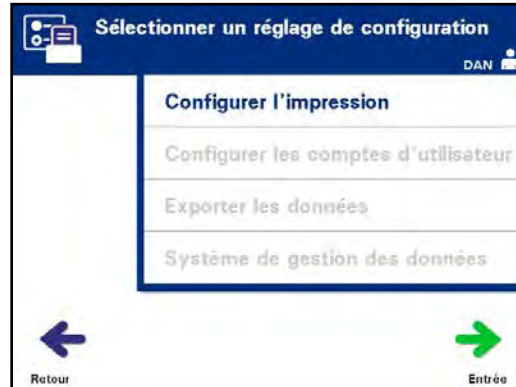 Sélectionner un réglage de configuration
DAN
Configurer l'impression
Configurer les comptes d'utilisateur
Exporter les données
Système de gestion des données
Retour
Entrée